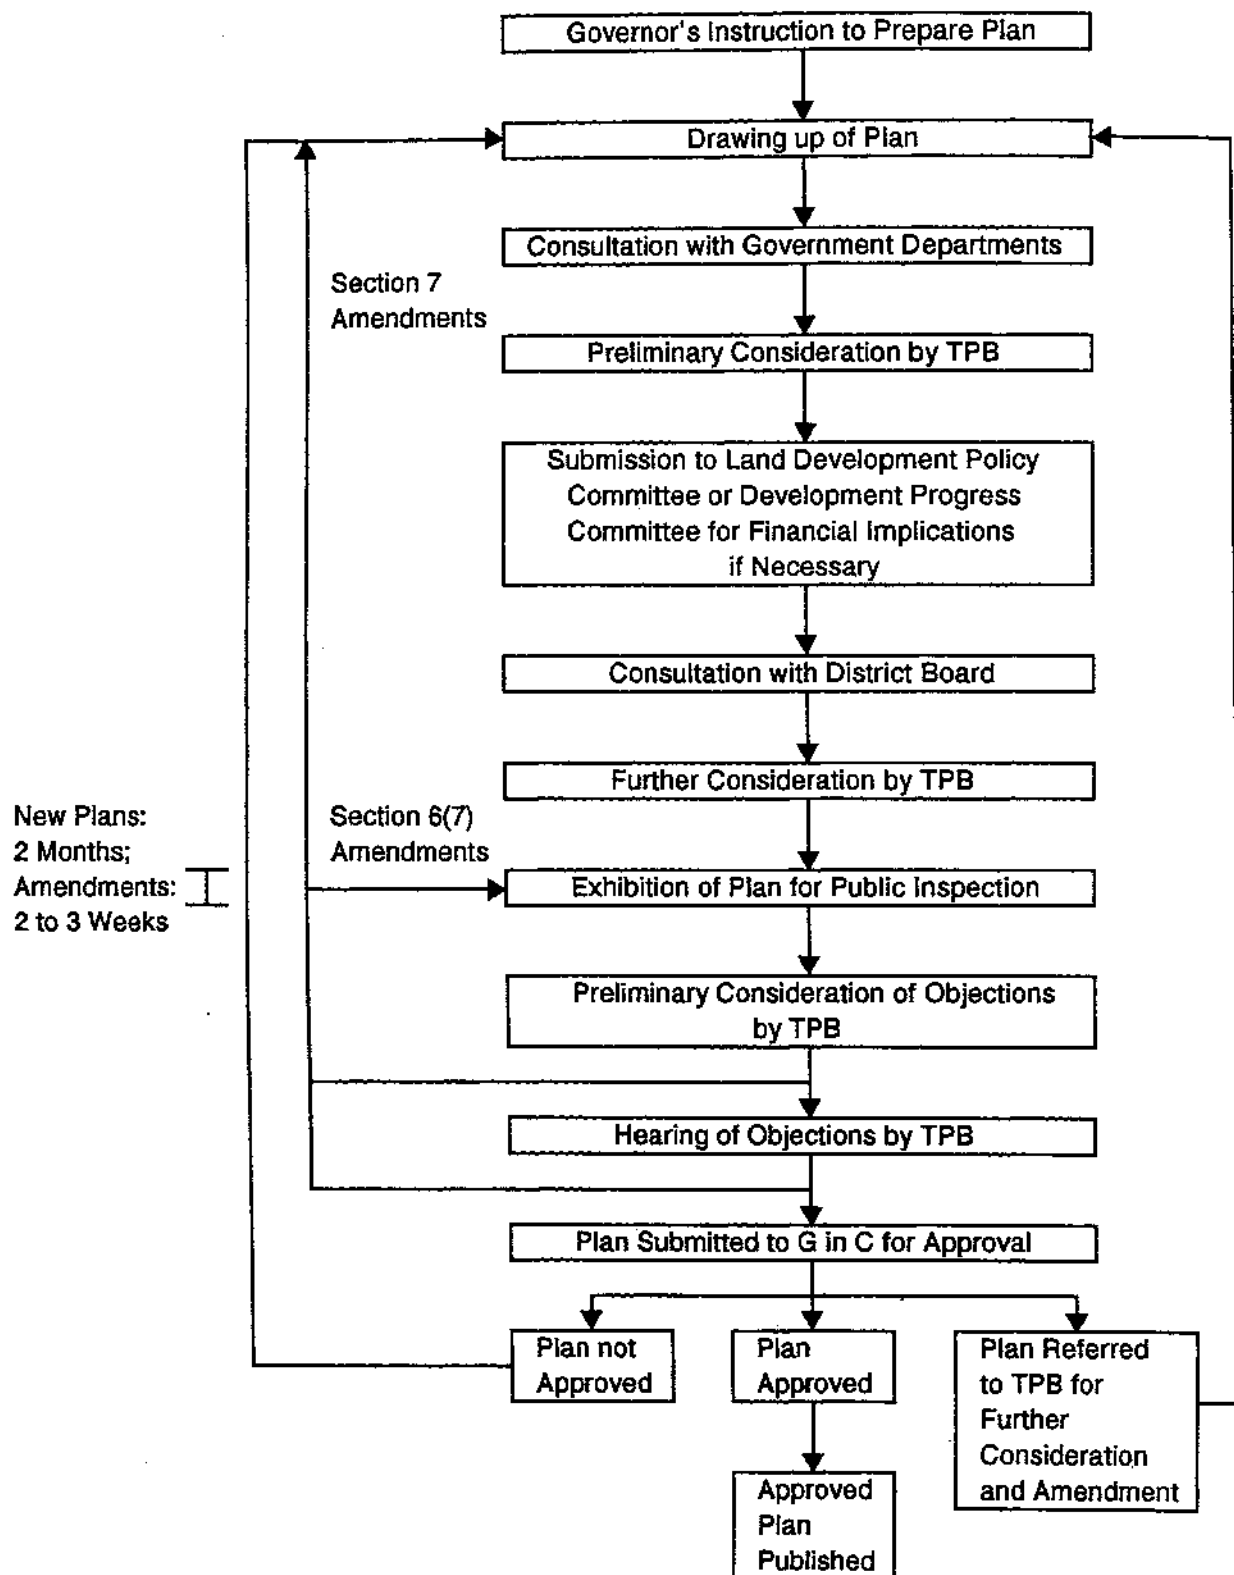 Governor's Instruction to Prepare Plan
Drawing up of Plan
Consultation with Government Departments
Section 7
Amendments
Preliminary Consideration by TPB
Submission to Land Development Policy
Committee or Development Progress
Committee for Financial Implications
if Necessary
Consultation with District Board
Further Consideration by TPB
New Plans:
2 Months;
Amendments:
2 to 3 Weeks
Section 6(7)
Amendments
Exhibition of Plan for Public Inspection
Preliminary Consideration of Objections
by TPB
Hearing of Objections by TPB
Plan Submitted to G in C for Approval
Plan not
Approved
Plan
Approved
Plan Referred
to TPB for
Further
Consideration
and Amendment
Approved
Plan
Published